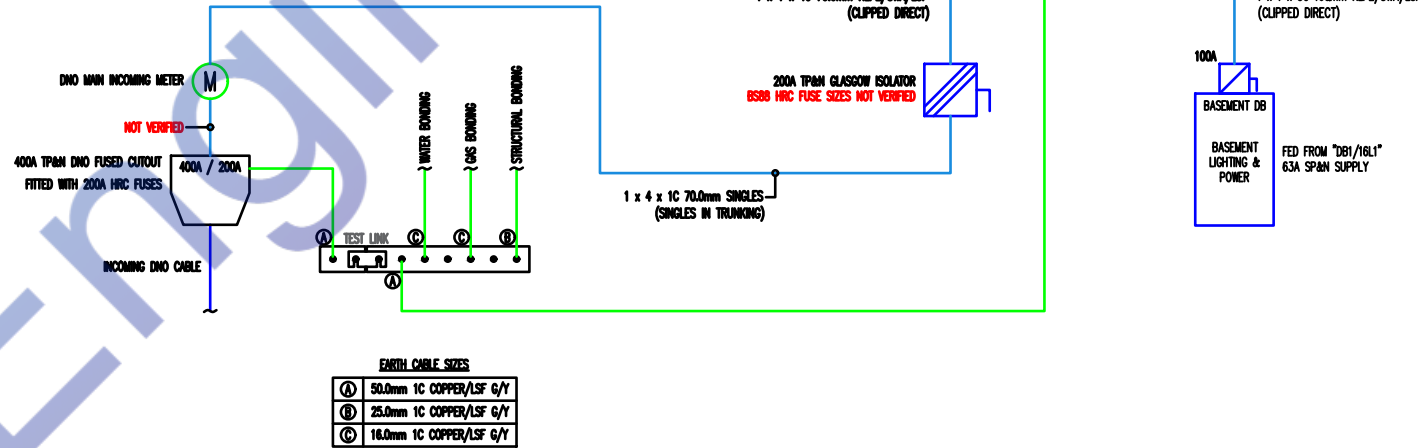 (CLIPPED DIRECT)
(CLIPPED DIRECT)
DNO MAIN INCOMING METER
M
NOT VERIFIED
400A TP&N DNO FUSED CUTOUT
FITTED WITH 200A HRC FUSES
400A / 200A
INCOMING DNO CABLE
WATER BONDING
GAS BONDING
STRUCTURAL BONDING
A
TEST LINK
C
C
B
A
200A TP&N GLASGOW ISOLATOR
BS88 HRC FUSE SIZES NOT VERIFIED
1 x 4 x 1C 70.0mm SINGLES
(SINGLES IN TRUNKING)
100A
BASEMENT DB
BASEMENT
LIGHTING &
POWER
FED FROM "DB1/16L1"
63A SP&N SUPPLY
EARTH CABLE SIZES
A 50.0mm 1C COPPER/LSF G/Y
B 25.0mm 1C COPPER/LSF G/Y
C 16.0mm 1C COPPER/LSF G/Y
Engli